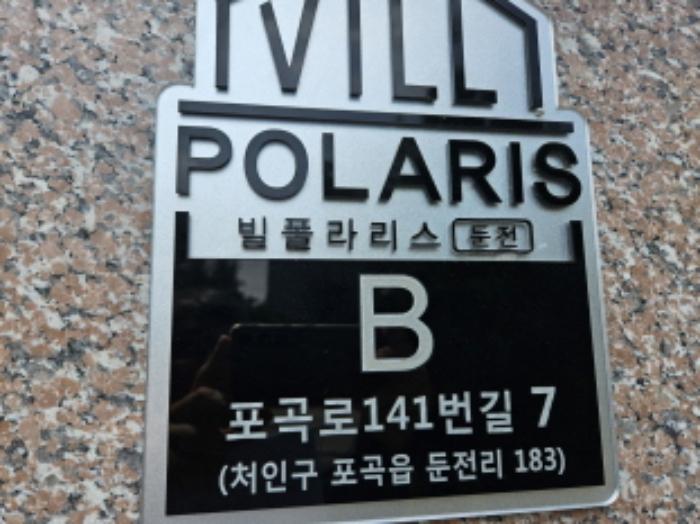 VILL
POLARIS
빌폴라리스 둔전
B
포곡로141번길 7
(처인구 포곡읍 둔전리 183)